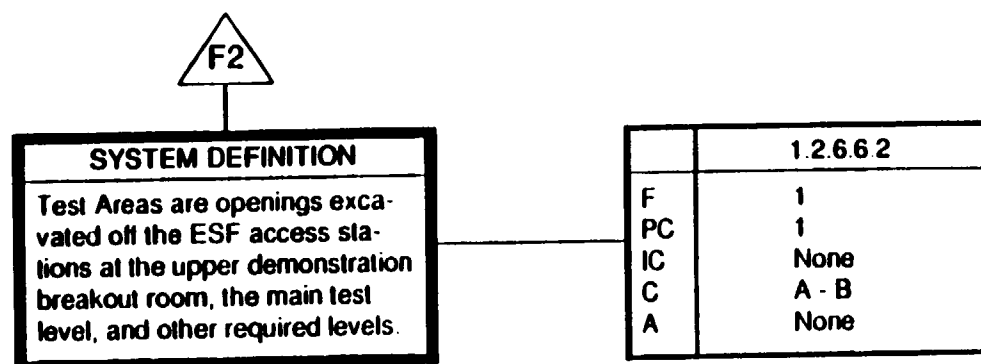 F2
SYSTEM DEFINITION
Test Areas are openings exca-
vated off the ESF access sta-
tions at the upper demonstration
breakout room, the main test
level, and other required levels.
1.2.6.6.2
F 1
PC 1
IC None
C A - B
A None